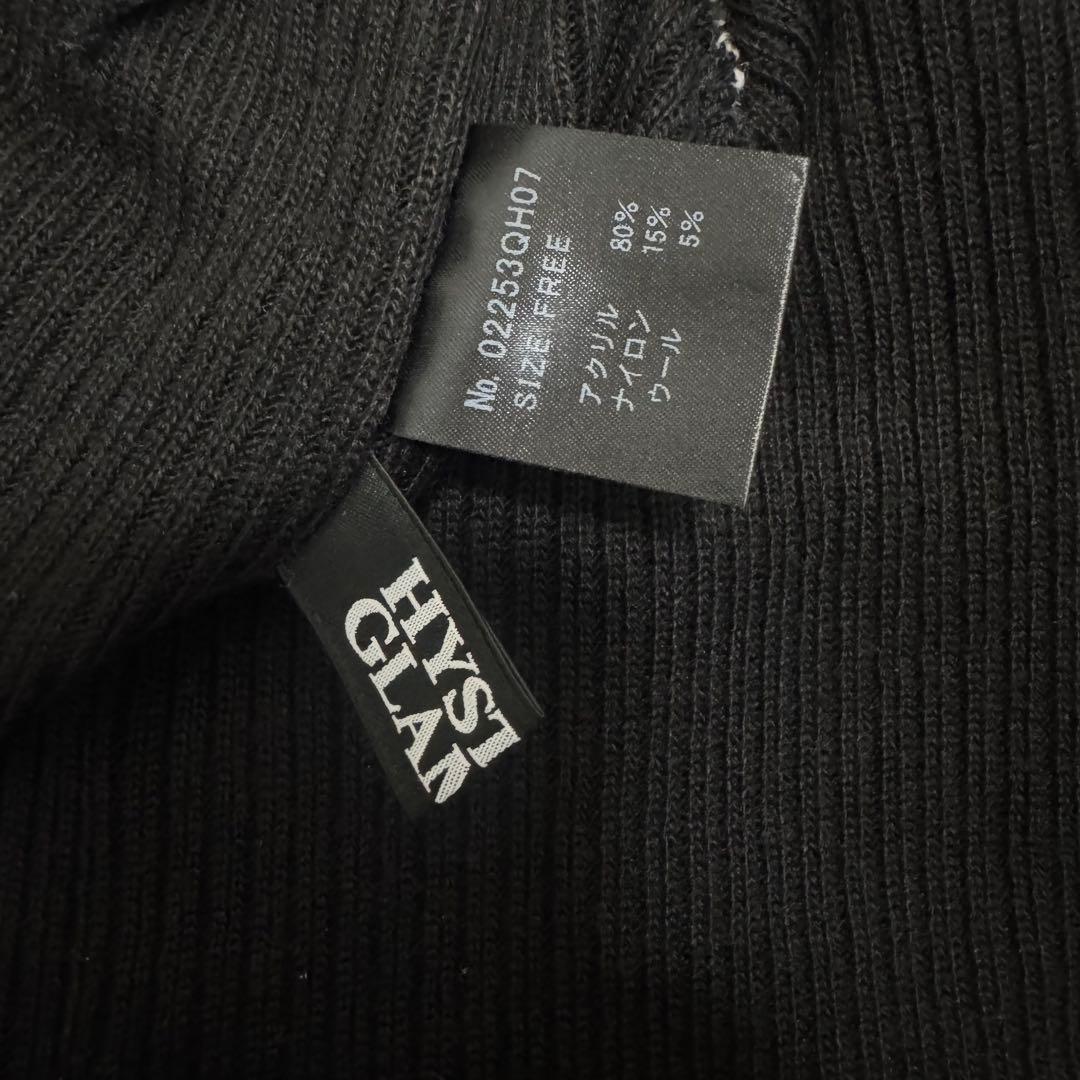 No. 02253QH07
SIZE FREE
アクリル 80%
ナイロン 15%
ウール 5%
HYST
GLAM